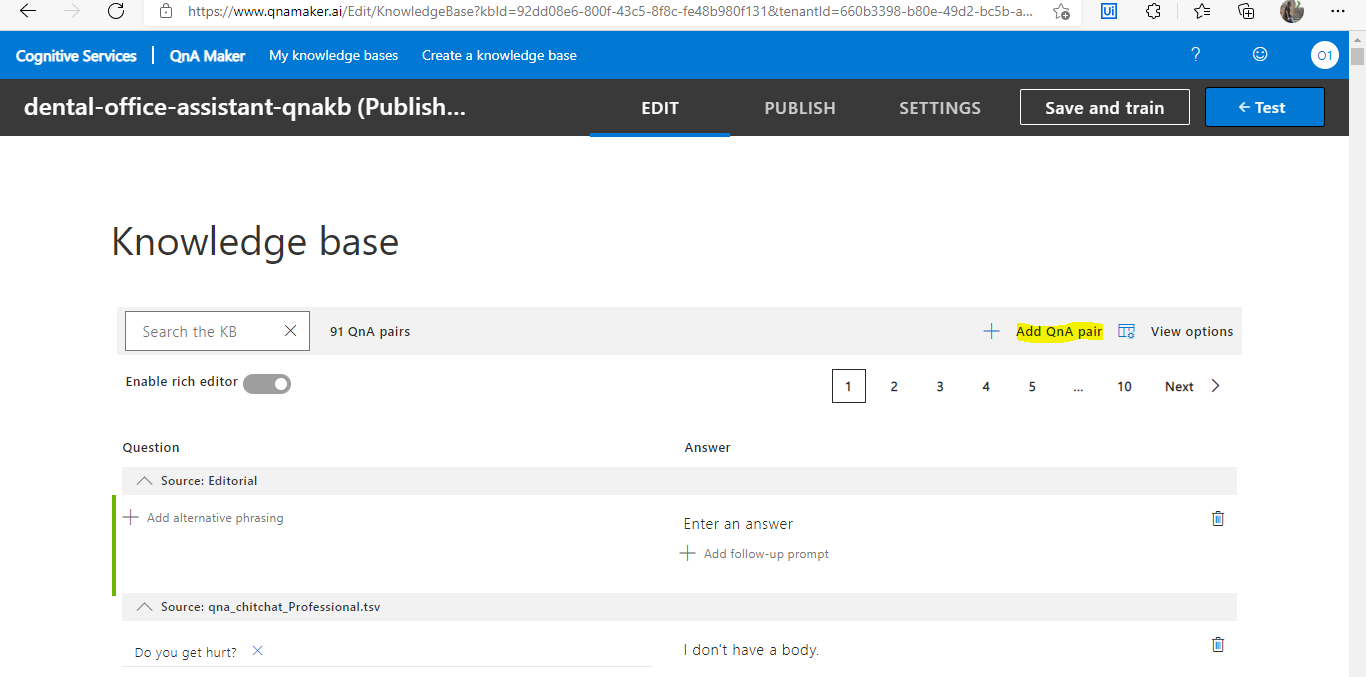 https://www.qnamaker.ai/Edit/KnowledgeBase?kbId=92dd08e6-800f-43c5-8f8c-fe48b980f131&tenantId=660b3398-b80e-49d2-bc5b-a...
Cognitive Services | QnA Maker My knowledge bases Create a knowledge base ? O1
dental-office-assistant-qnakb (Publish... EDIT PUBLISH SETTINGS Save and train ← Test
Knowledge base
Search the KB 91 QnA pairs Add QnA pair View options
Enable rich editor 1 2 3 4 5 ... 10 Next
Question Answer
Source: Editorial
Add alternative phrasing
Enter an answer
Add follow-up prompt
Source: qna_chitchat_Professional.tsv
Do you get hurt? I don't have a body.